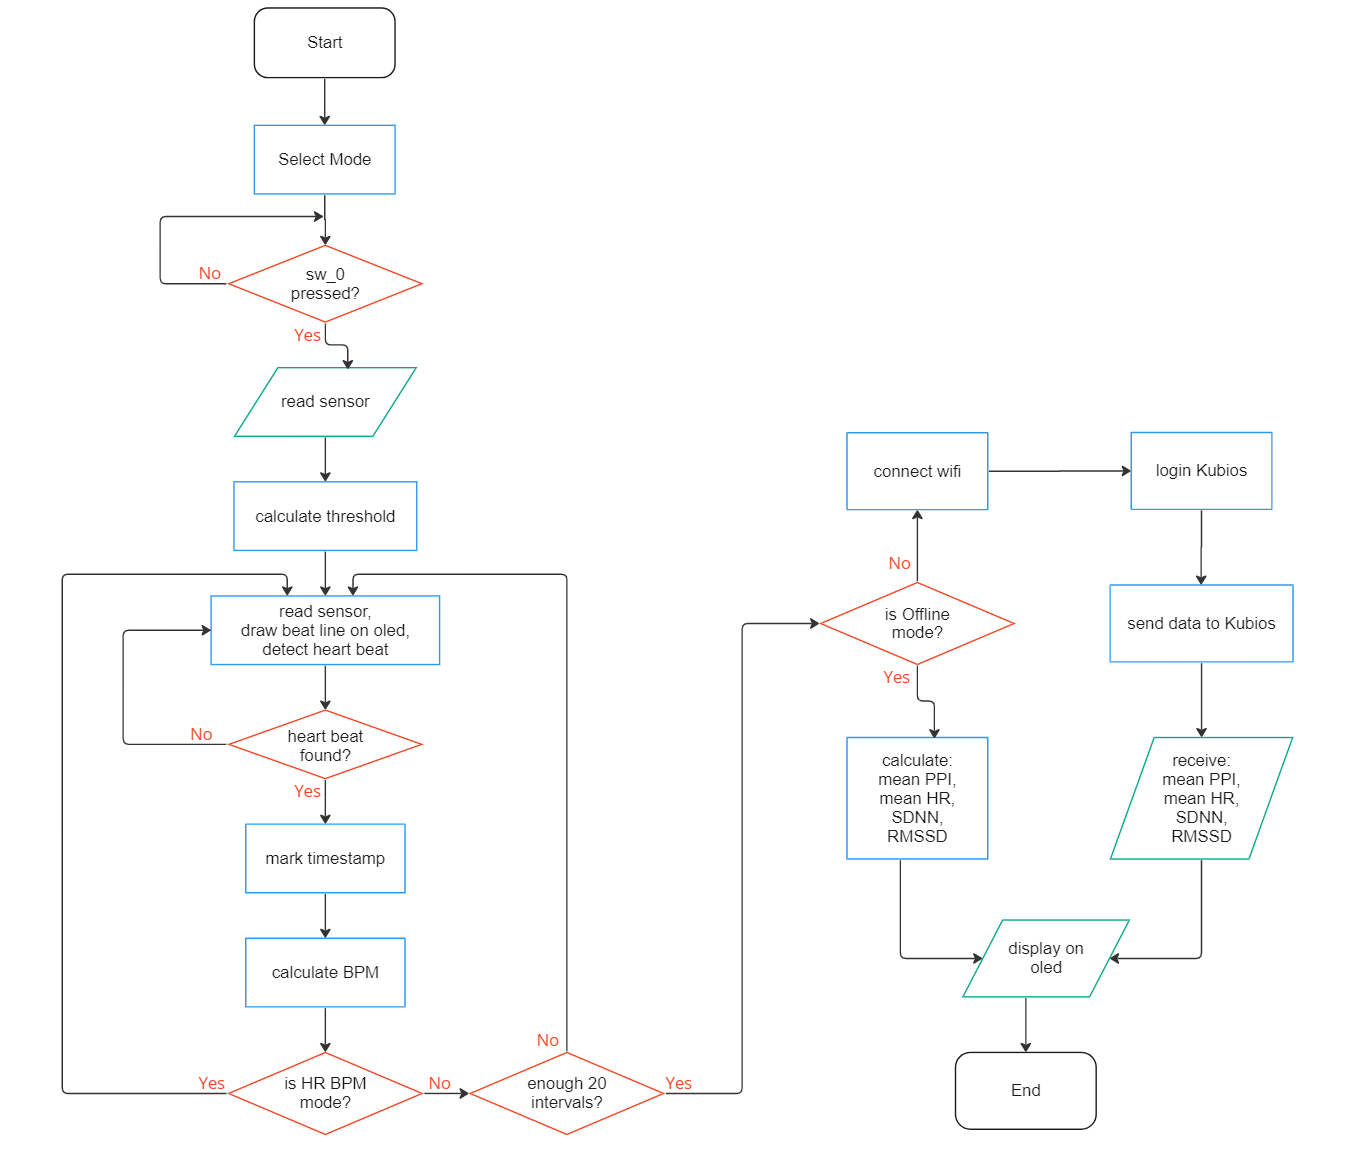 Start
Select Mode
No
sw_0
pressed?
Yes
read sensor
calculate threshold
read sensor,
draw beat line on oled,
detect heart beat
No
heart beat
found?
Yes
mark timestamp
calculate BPM
Yes
is HR BPM
mode?
No
No
enough 20
intervals?
Yes
connect wifi
login Kubios
No
is Offline
mode?
Yes
send data to Kubios
calculate:
mean PPI,
mean HR,
SDNN,
RMSSD
receive:
mean PPI,
mean HR,
SDNN,
RMSSD
display on
oled
End